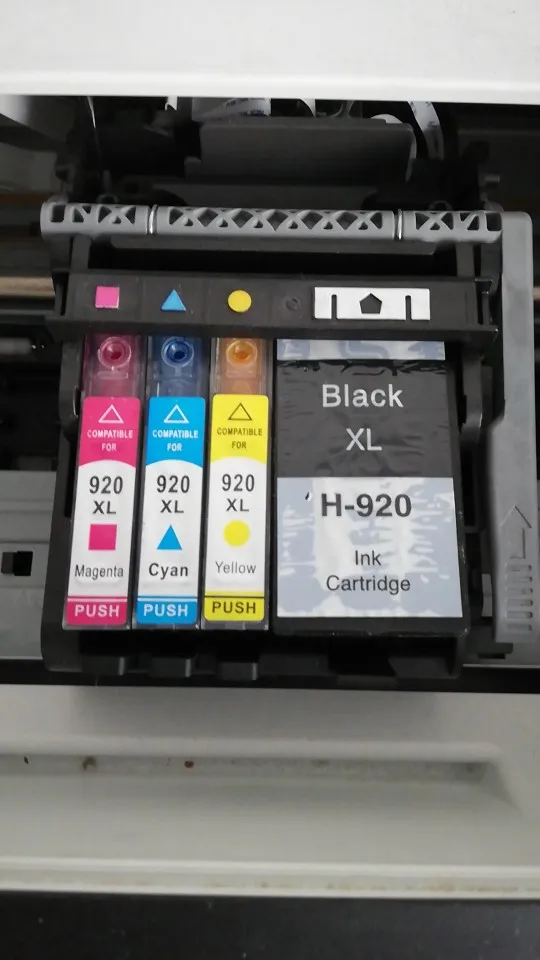 COMPATIBLE
FOR
920
XL
Magenta
PUSH
COMPATIBLE
FOR
920
XL
Cyan
PUSH
COMPATIBLE
FOR
920
XL
Yellow
PUSH
Black
XL
H-920
Ink
Cartridge